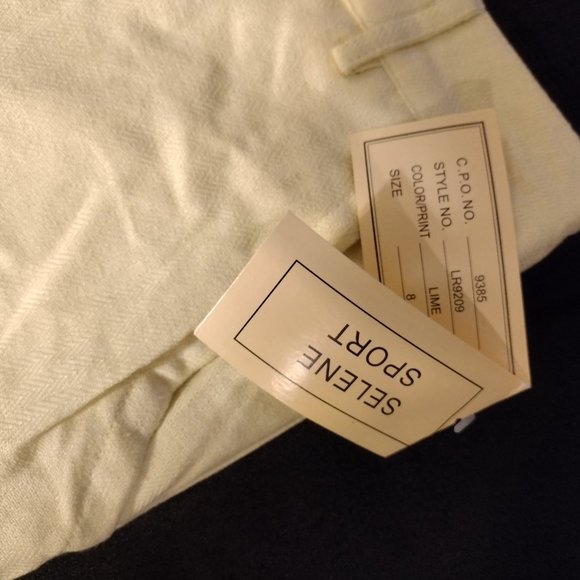 SELENE
SPORT
C.P.O. NO. 9385
STYLE NO. LR9209
COLOR/PRINT LIME
SIZE 8